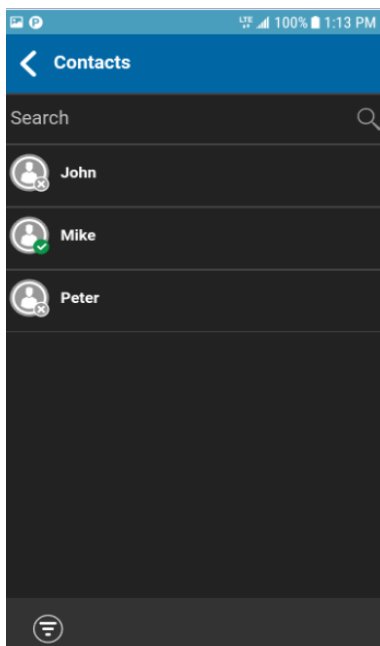 P LTE 100% 1:13 PM
Contacts
Search
John
Mike
Peter